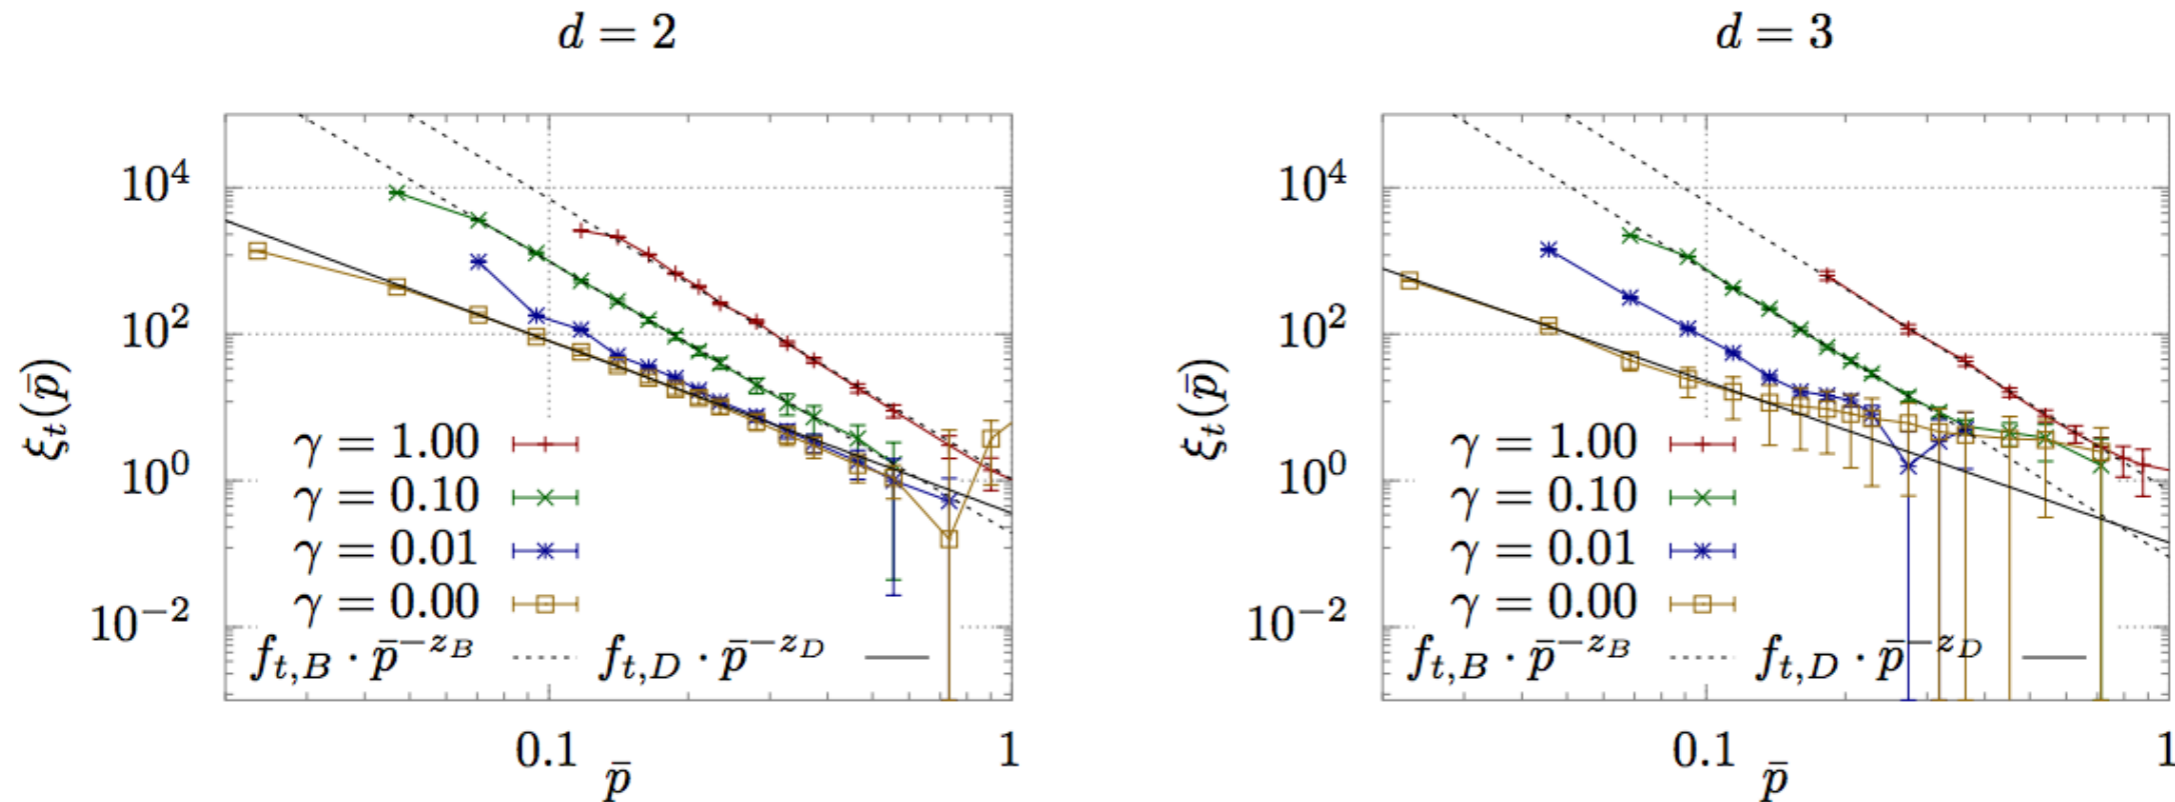 d = 2
10^4
10^2
10^0
10^{-2}
ξ_t(p̄)
γ = 1.00
γ = 0.10
γ = 0.01
γ = 0.00
f_{t,B} · p̄^{-z_B}
f_{t,D} · p̄^{-z_D}
0.1
1
p̄
d = 3
10^4
10^2
10^0
10^{-2}
ξ_t(p̄)
γ = 1.00
γ = 0.10
γ = 0.01
γ = 0.00
f_{t,B} · p̄^{-z_B}
f_{t,D} · p̄^{-z_D}
0.1
1
p̄